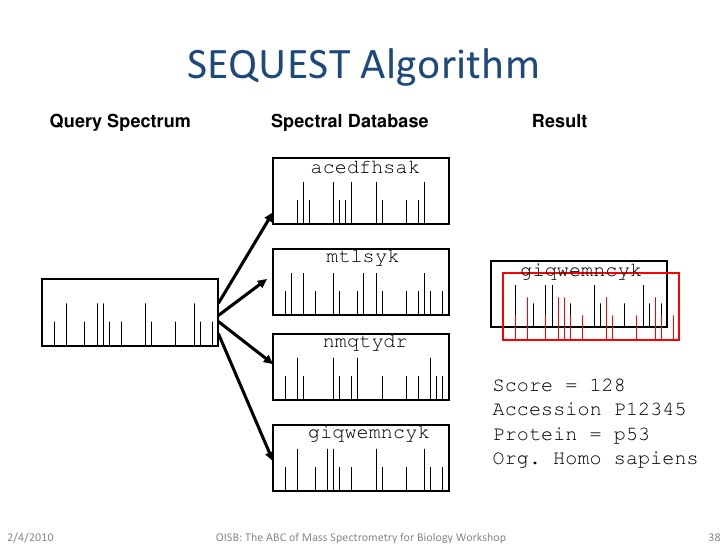 SEQUEST Algorithm
Query Spectrum
Spectral Database
Result
acedfhsak
mtlsyk
nmqtydr
giqwemncyk
giqwemncyk
Score = 128
Accession P12345
Protein = p53
Org. Homo sapiens
2/4/2010
OISB: The ABC of Mass Spectrometry for Biology Workshop
38